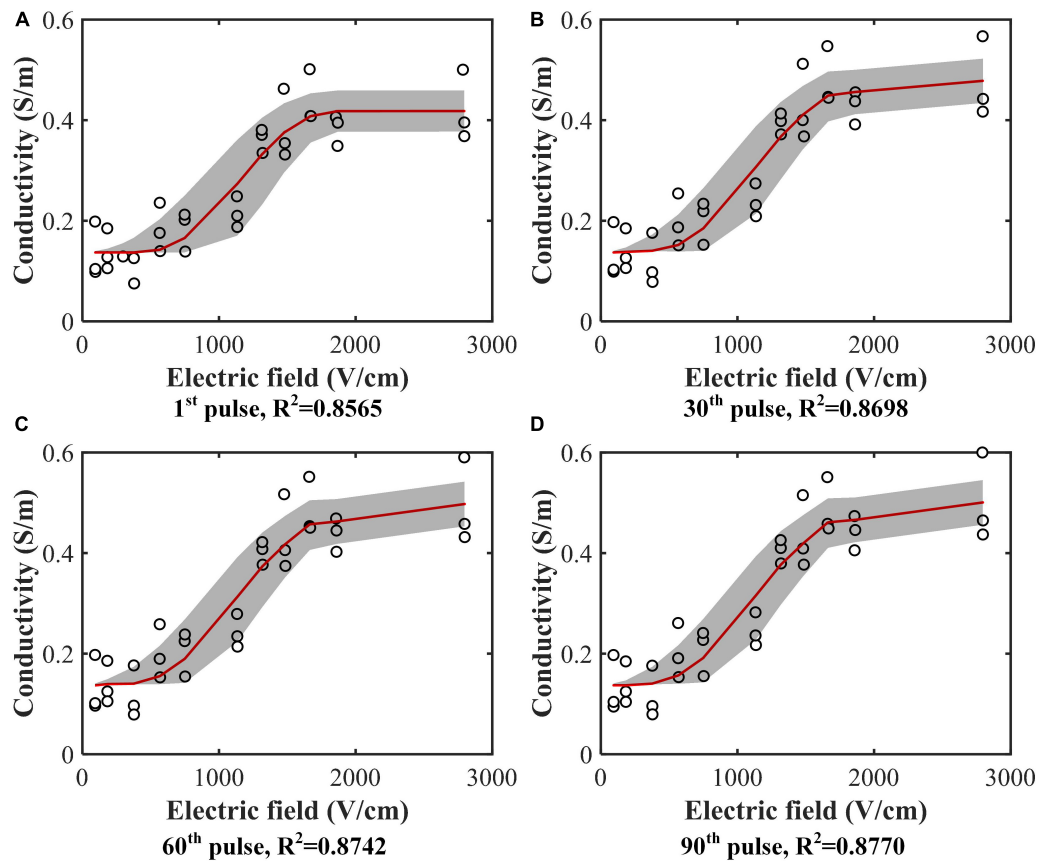 A
Conductivity (S/m)
0.6
0.4
0.2
0
0 1000 2000 3000
Electric field (V/cm)
1st pulse, R2=0.8565
B
Conductivity (S/m)
0.6
0.4
0.2
0
0 1000 2000 3000
Electric field (V/cm)
30th pulse, R2=0.8698
C
Conductivity (S/m)
0.6
0.4
0.2
0
0 1000 2000 3000
Electric field (V/cm)
60th pulse, R2=0.8742
D
Conductivity (S/m)
0.6
0.4
0.2
0
0 1000 2000 3000
Electric field (V/cm)
90th pulse, R2=0.8770